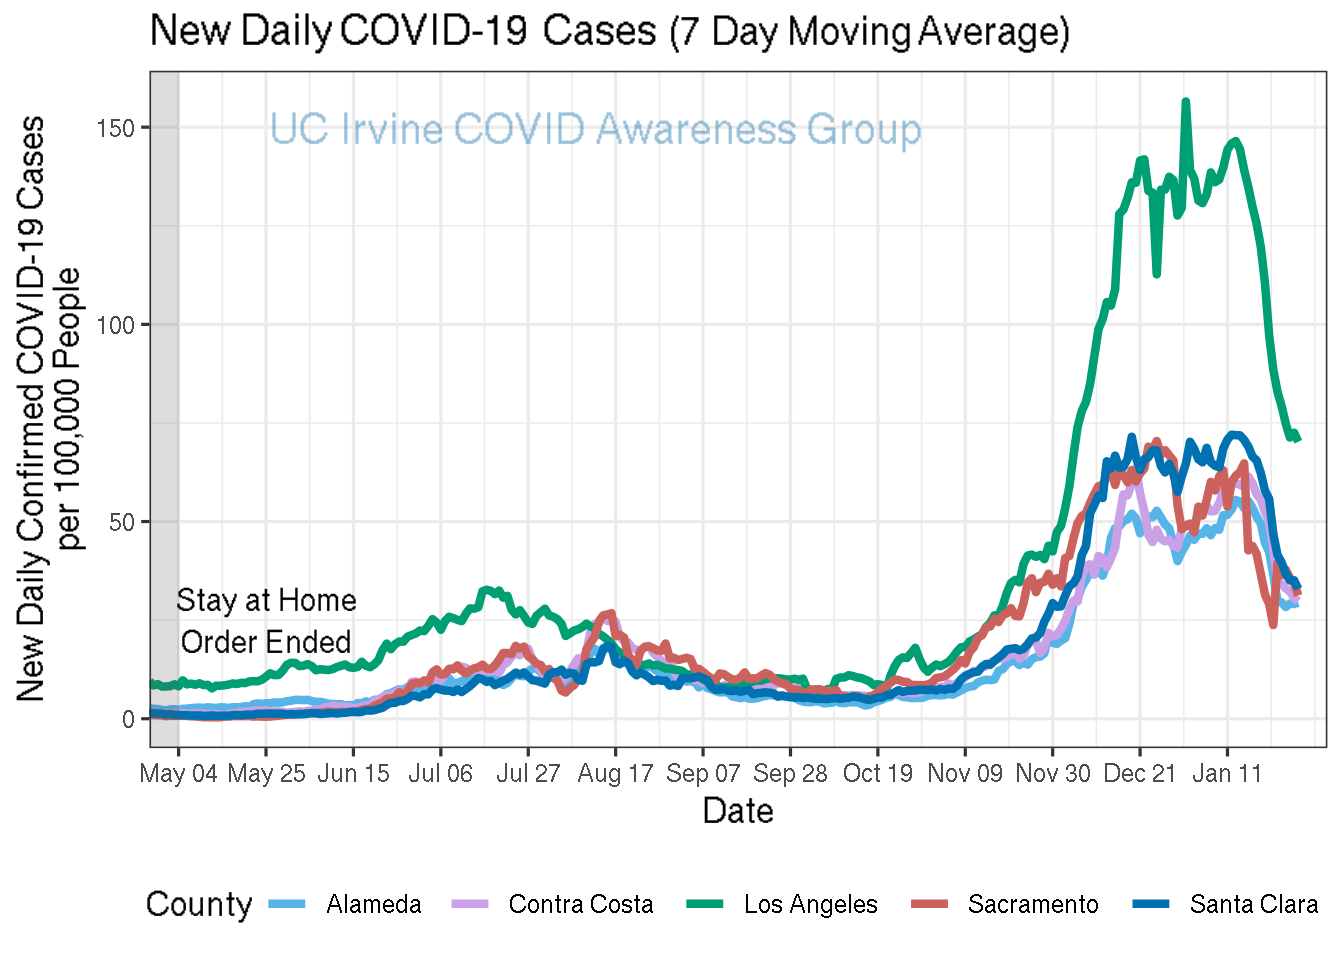 New Daily COVID-19 Cases (7 Day Moving Average)
UC Irvine COVID Awareness Group
New Daily Confirmed COVID-19 Cases
per 100,000 People
150
100
50
0
Stay at Home
Order Ended
May 04 May 25 Jun 15 Jul 06 Jul 27 Aug 17 Sep 07 Sep 28 Oct 19 Nov 09 Nov 30 Dec 21 Jan 11
Date
County Alameda Contra Costa Los Angeles Sacramento Santa Clara